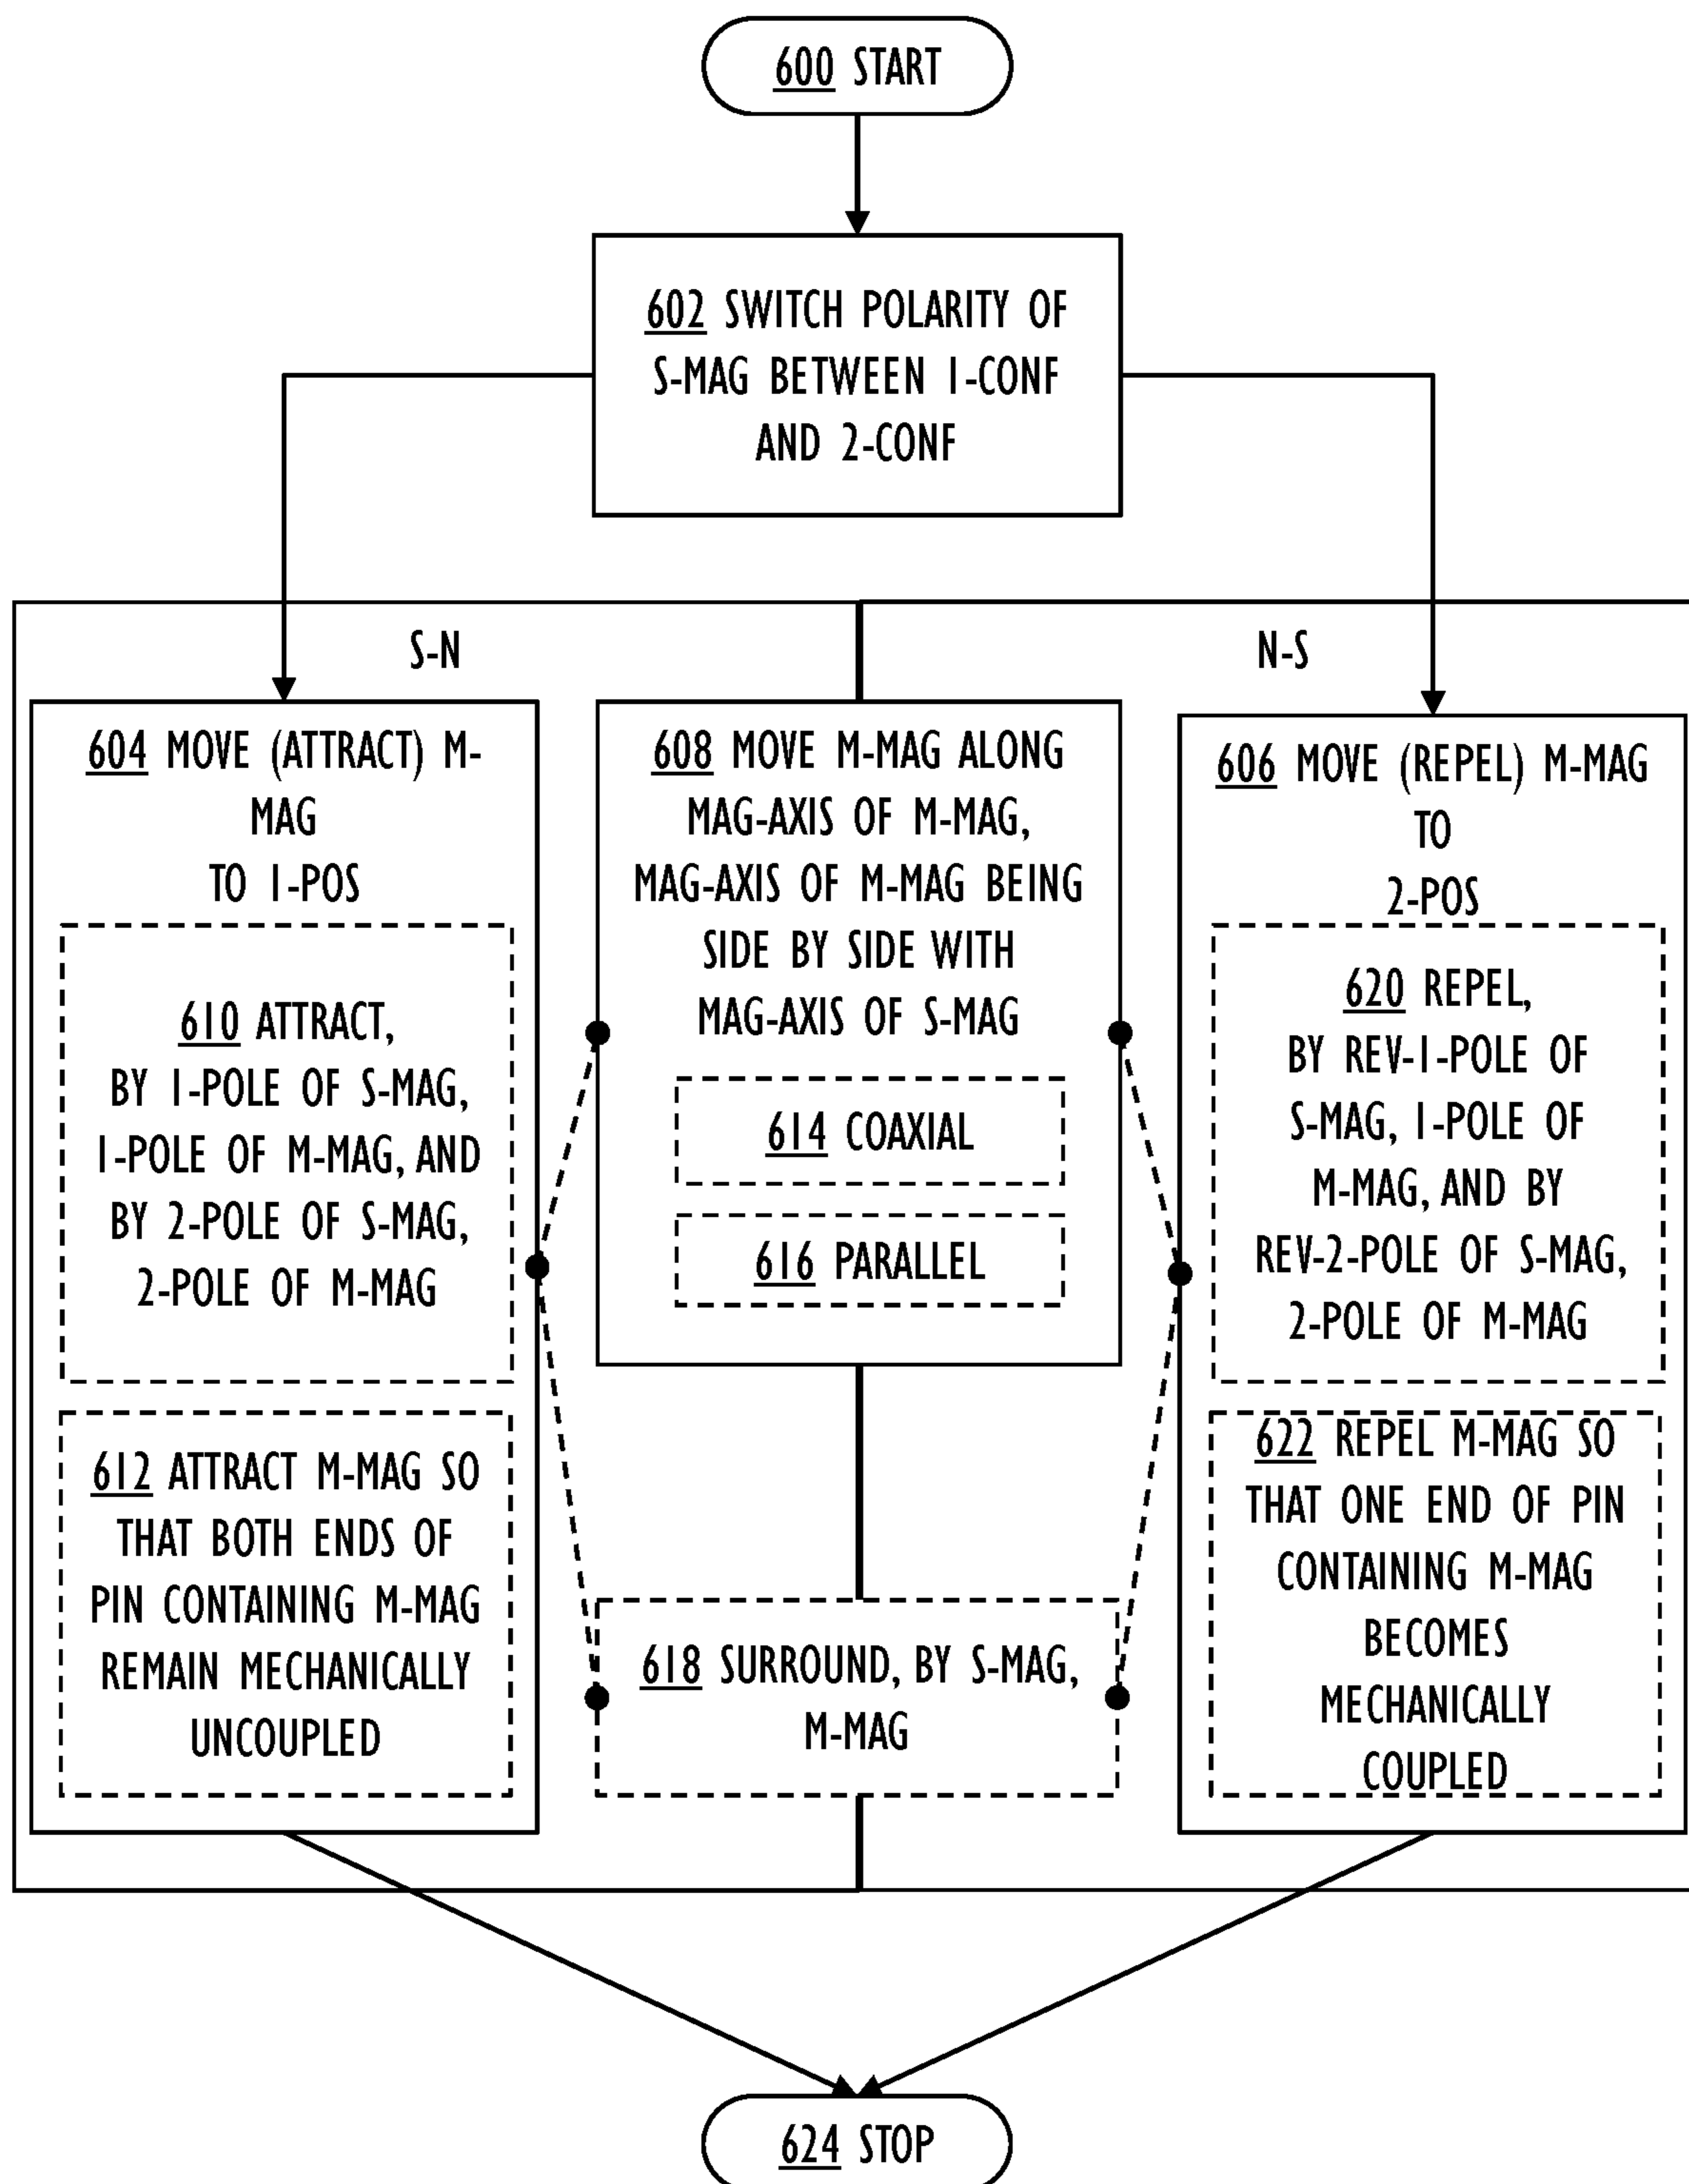 600 START
602 SWITCH POLARITY OF
S-MAG BETWEEN 1-CONF
AND 2-CONF
S-N
N-S
604 MOVE (ATTRACT) M-
MAG
TO 1-POS
610 ATTRACT,
BY 1-POLE OF S-MAG,
1-POLE OF M-MAG, AND
BY 2-POLE OF S-MAG,
2-POLE OF M-MAG
612 ATTRACT M-MAG SO
THAT BOTH ENDS OF
PIN CONTAINING M-MAG
REMAIN MECHANICALLY
UNCOUPLED
608 MOVE M-MAG ALONG
MAG-AXIS OF M-MAG,
MAG-AXIS OF M-MAG BEING
SIDE BY SIDE WITH
MAG-AXIS OF S-MAG
614 COAXIAL
616 PARALLEL
618 SURROUND, BY S-MAG,
M-MAG
606 MOVE (REPEL) M-MAG
TO
2-POS
620 REPEL,
BY REV-1-POLE OF
S-MAG, 1-POLE OF
M-MAG, AND BY
REV-2-POLE OF S-MAG,
2-POLE OF M-MAG
622 REPEL M-MAG SO
THAT ONE END OF PIN
CONTAINING M-MAG
BECOMES
MECHANICALLY
COUPLED
624 STOP